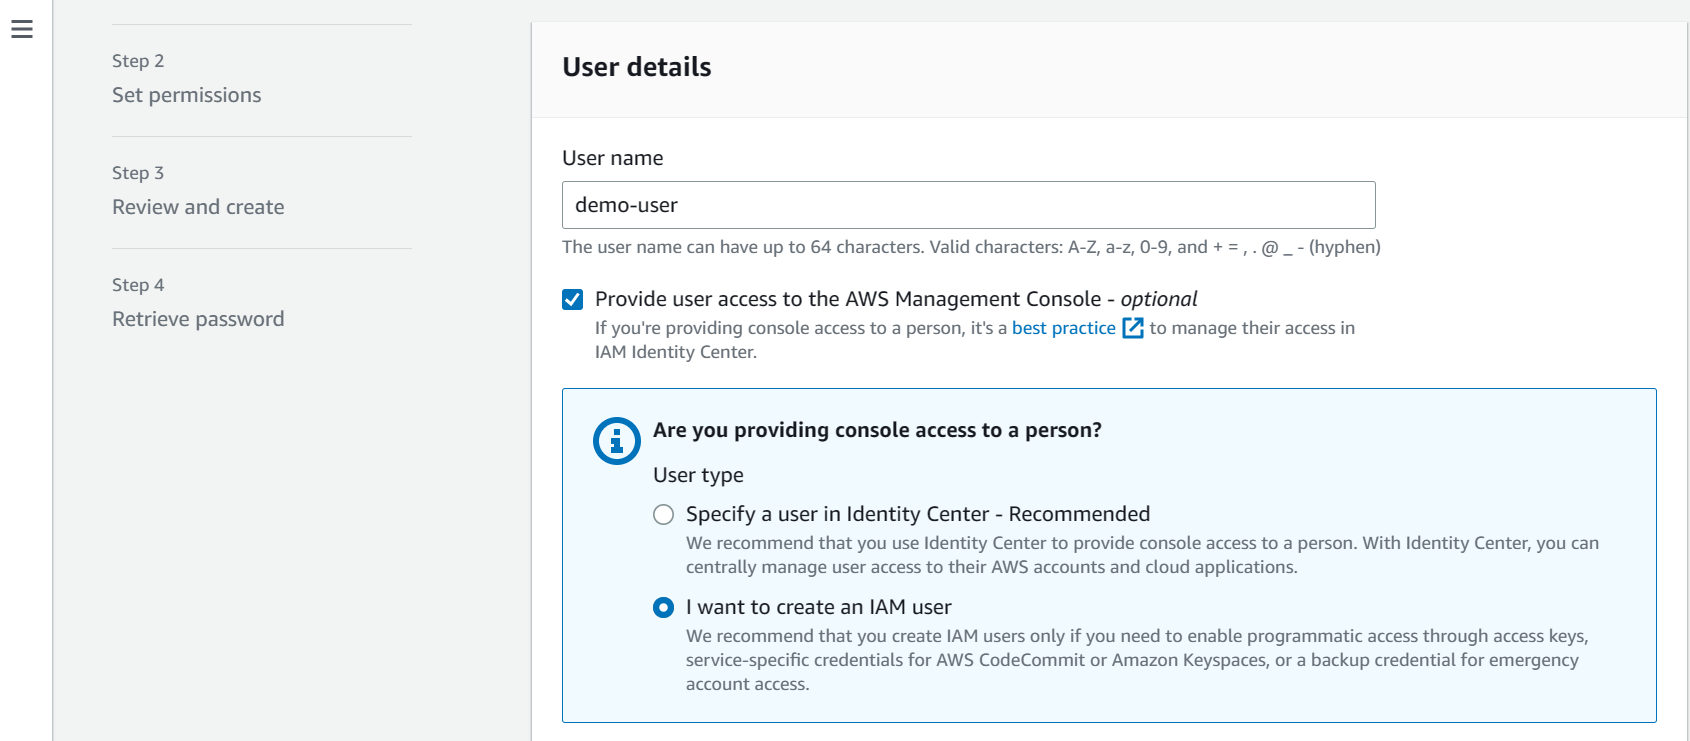 Step 2
Set permissions
Step 3
Review and create
Step 4
Retrieve password
User details
User name
demo-user
The user name can have up to 64 characters. Valid characters: A-Z, a-z, 0-9, and + = , . @ _ - (hyphen)
Provide user access to the AWS Management Console - optional
If you're providing console access to a person, it's a best practice to manage their access in
IAM Identity Center.
Are you providing console access to a person?
User type
Specify a user in Identity Center - Recommended
We recommend that you use Identity Center to provide console access to a person. With Identity Center, you can
centrally manage user access to their AWS accounts and cloud applications.
I want to create an IAM user
We recommend that you create IAM users only if you need to enable programmatic access through access keys,
service-specific credentials for AWS CodeCommit or Amazon Keyspaces, or a backup credential for emergency
account access.